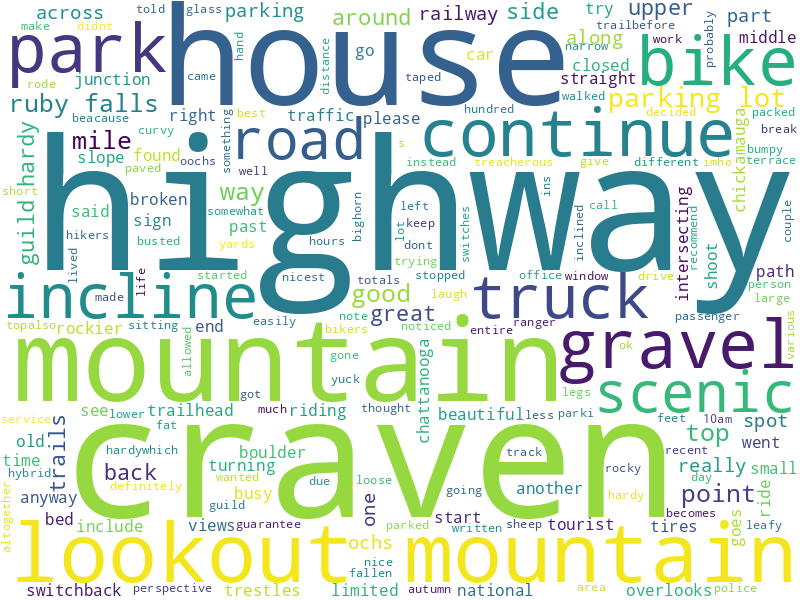 told glass
across parking around railway side try upper
make didnt
park house bike
trailbefore
along part middle
hand distance came taped go car
narrow work probably
junction closed
straight
rode beacause
ruby falls right traffic please parking lot
hundred walked decided packed
mile road continue
curvy something best
guild hardy slope found paved oochs well
s instead treacherous give different imho bumpy break
terrace chickamauga
said broken way
highway
sign somewhat past
short hikers busted yards
lived life bighorn left lot keep dont trying switches ins inclined call
intersecting recommend shoot couple
started hours nicest totals stopped office window drive path
person large
incline made note good laugh truck passenger
topalso rockier sitting end easily great bikers noticed entire ranger
various
mountain gravel
allowed gone yuck ok
legs scenic
got chattanooga
see lower trailhead much riding thought beautiful less parki feet 10am spot
service fat
craven
old trails hardywhich boulder track recent top went
time turning due loose going rocky really small
hybrid back definitely wanted another day
altogether anyway busy one guild parked written sheep hardy becomes point ride
bed include views guarantee start tourist tires leafy goes
lookout mountain
ochs nice fallen
switchback perspective trestles limited autumn national area overlooks police